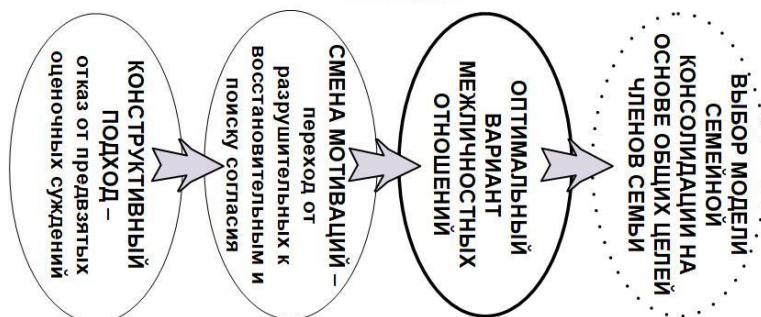 КОНСТРУКТИВНЫЙ
ПОДХОД –
отказ от предвзятых
оценочных суждений
СМЕНА МОТИВАЦИЙ –
переход от
разрушительных к
восстановительным и
поиску согласия
ОПТИМАЛЬНЫЙ
ВАРИАНТ
МЕЖЛИЧНОСТНЫХ
ОТНОШЕНИЙ
ВЫБОР МОДЕЛИ
СЕМЕЙНОЙ
КОНСОЛИДАЦИИ НА
ОСНОВЕ ОБЩИХ ЦЕЛЕЙ
ЧЛЕНОВ СЕМЬИ